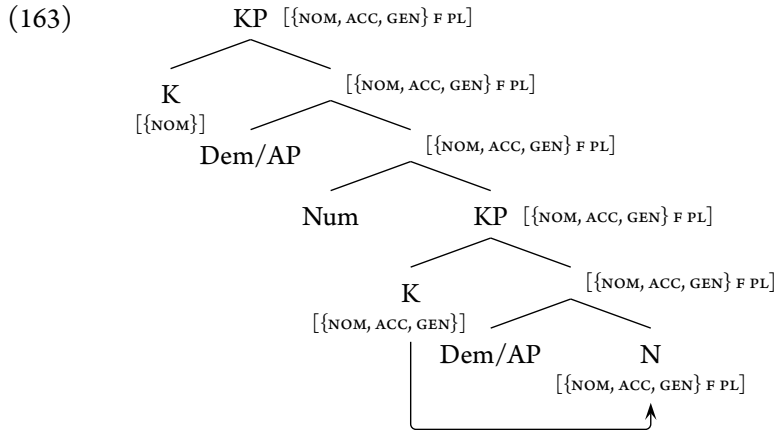 (163) KP [{NOM, ACC, GEN} F PL]
K [{NOM, ACC, GEN} F PL]
[{NOM}]
Dem/AP [{NOM, ACC, GEN} F PL]
Num KP [{NOM, ACC, GEN} F PL]
K [{NOM, ACC, GEN} F PL]
[{NOM, ACC, GEN}]
Dem/AP N
[{NOM, ACC, GEN} F PL]